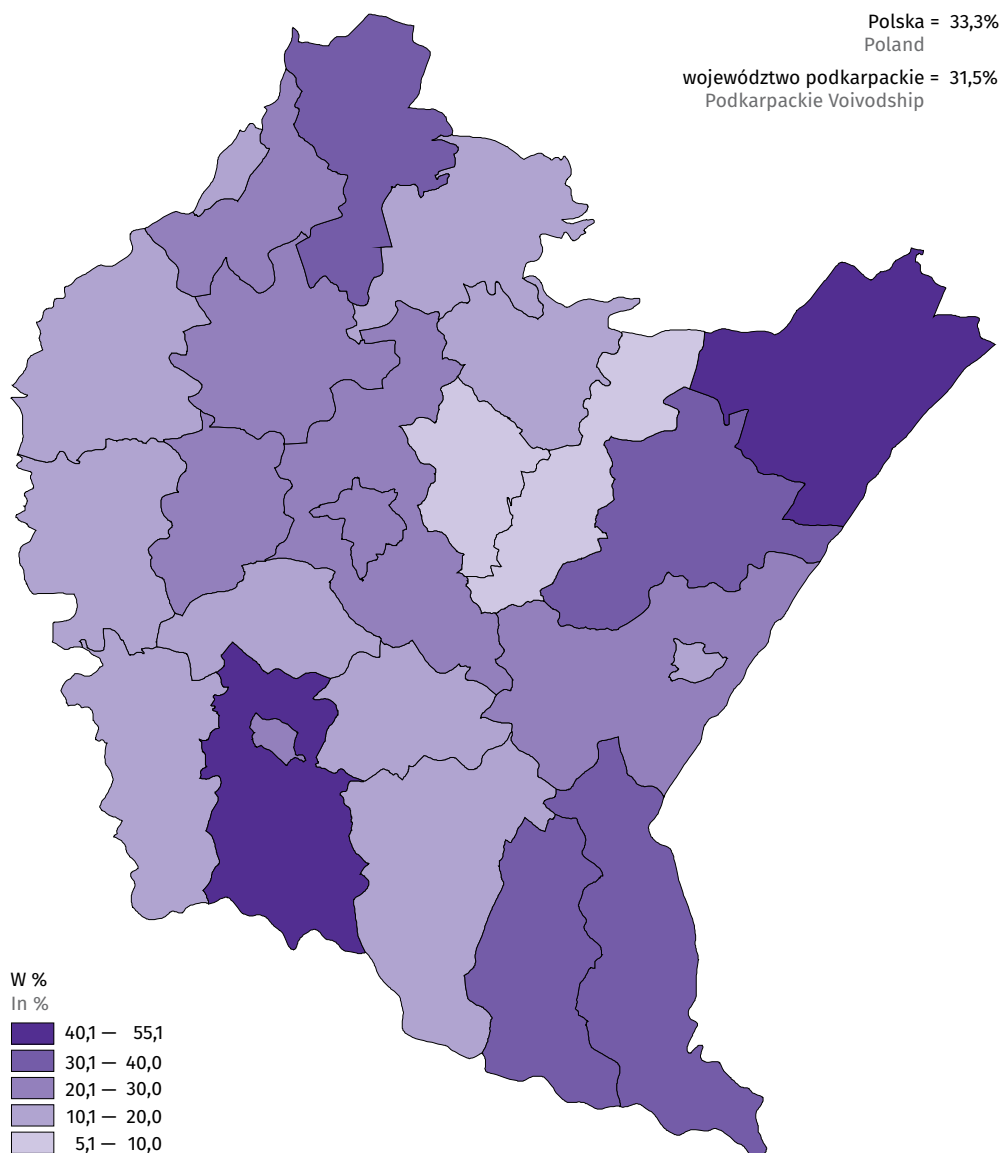 Polska = 33,3%
Poland
województwo podkarpackie = 31,5%
Podkarpackie Voivodship
W %
In %
40,1 — 55,1
30,1 — 40,0
20,1 — 30,0
10,1 — 20,0
5,1 — 10,0